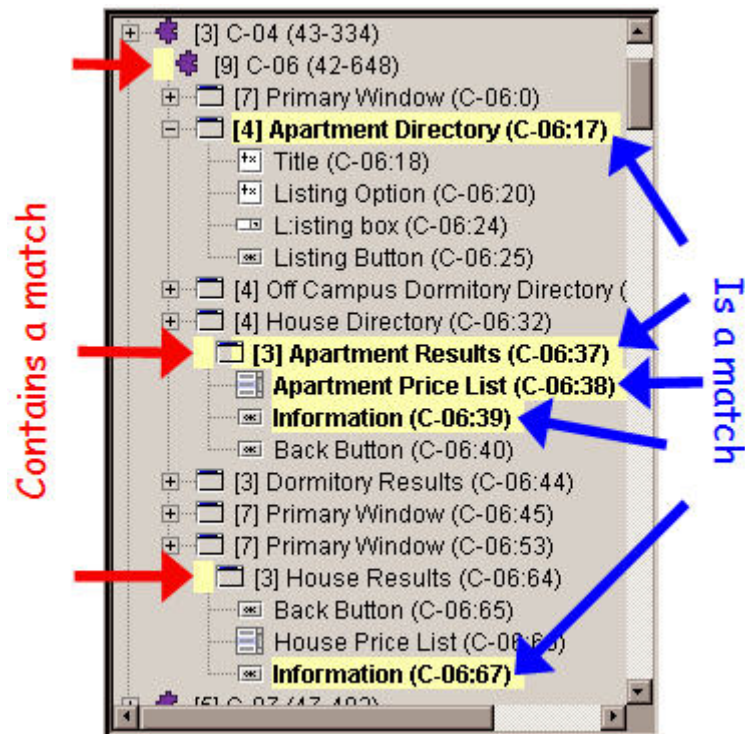 [3] C-04 (43-334)
[9] C-06 (42-648)
[7] Primary Window (C-06:0)
[4] Apartment Directory (C-06:17)
Title (C-06:18)
Listing Option (C-06:20)
L:isting box (C-06:24)
Listing Button (C-06:25)
[4] Off Campus Dormitory Directory (
[4] House Directory (C-06:32)
[3] Apartment Results (C-06:37)
Apartment Price List (C-06:38)
Information (C-06:39)
Back Button (C-06:40)
[3] Dormitory Results (C-06:44)
[7] Primary Window (C-06:45)
[7] Primary Window (C-06:53)
[3] House Results (C-06:64)
Back Button (C-06:65)
House Price List
Information (C-06:67)
Contains a match
Is a match